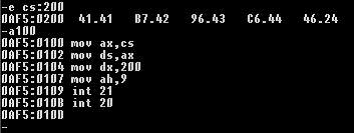 -e cs:200
0AF5:0200 41.41 B7.42 96.43 C6.44 46.24
-a100
0AF5:0100 mov ax,cs
0AF5:0102 mov ds,ax
0AF5:0104 mov dx,200
0AF5:0107 mov ah,9
0AF5:0109 int 21
0AF5:010B int 20
0AF5:010D
-